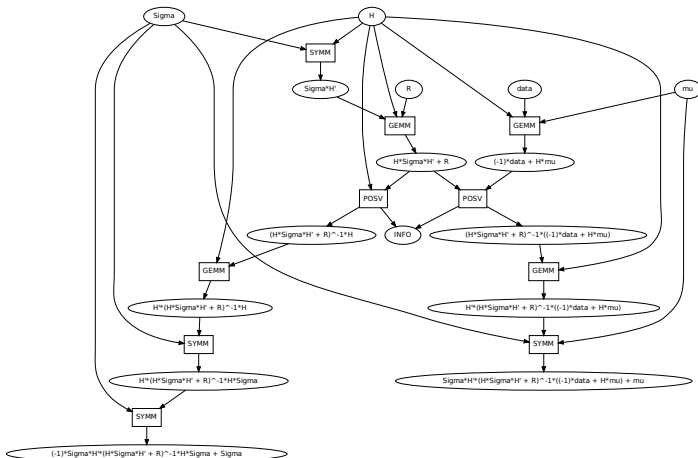 Sigma
H
SYMM
Sigma*H'
R
data
mu
GEMM
GEMM
H*Sigma*H' + R
(-1)*data + H*mu
POSV
POSV
(H*Sigma*H' + R)^-1*H
INFO
(H*Sigma*H' + R)^-1*((-1)*data + H*mu)
GEMM
GEMM
H'*(H*Sigma*H' + R)^-1*H
H'*(H*Sigma*H' + R)^-1*((-1)*data + H*mu)
SYMM
SYMM
H'*(H*Sigma*H' + R)^-1*H*Sigma
Sigma*H'*(H*Sigma*H' + R)^-1*((-1)*data + H*mu) + mu
SYMM
(-1)*Sigma*H'*(H*Sigma*H' + R)^-1*H*Sigma + Sigma